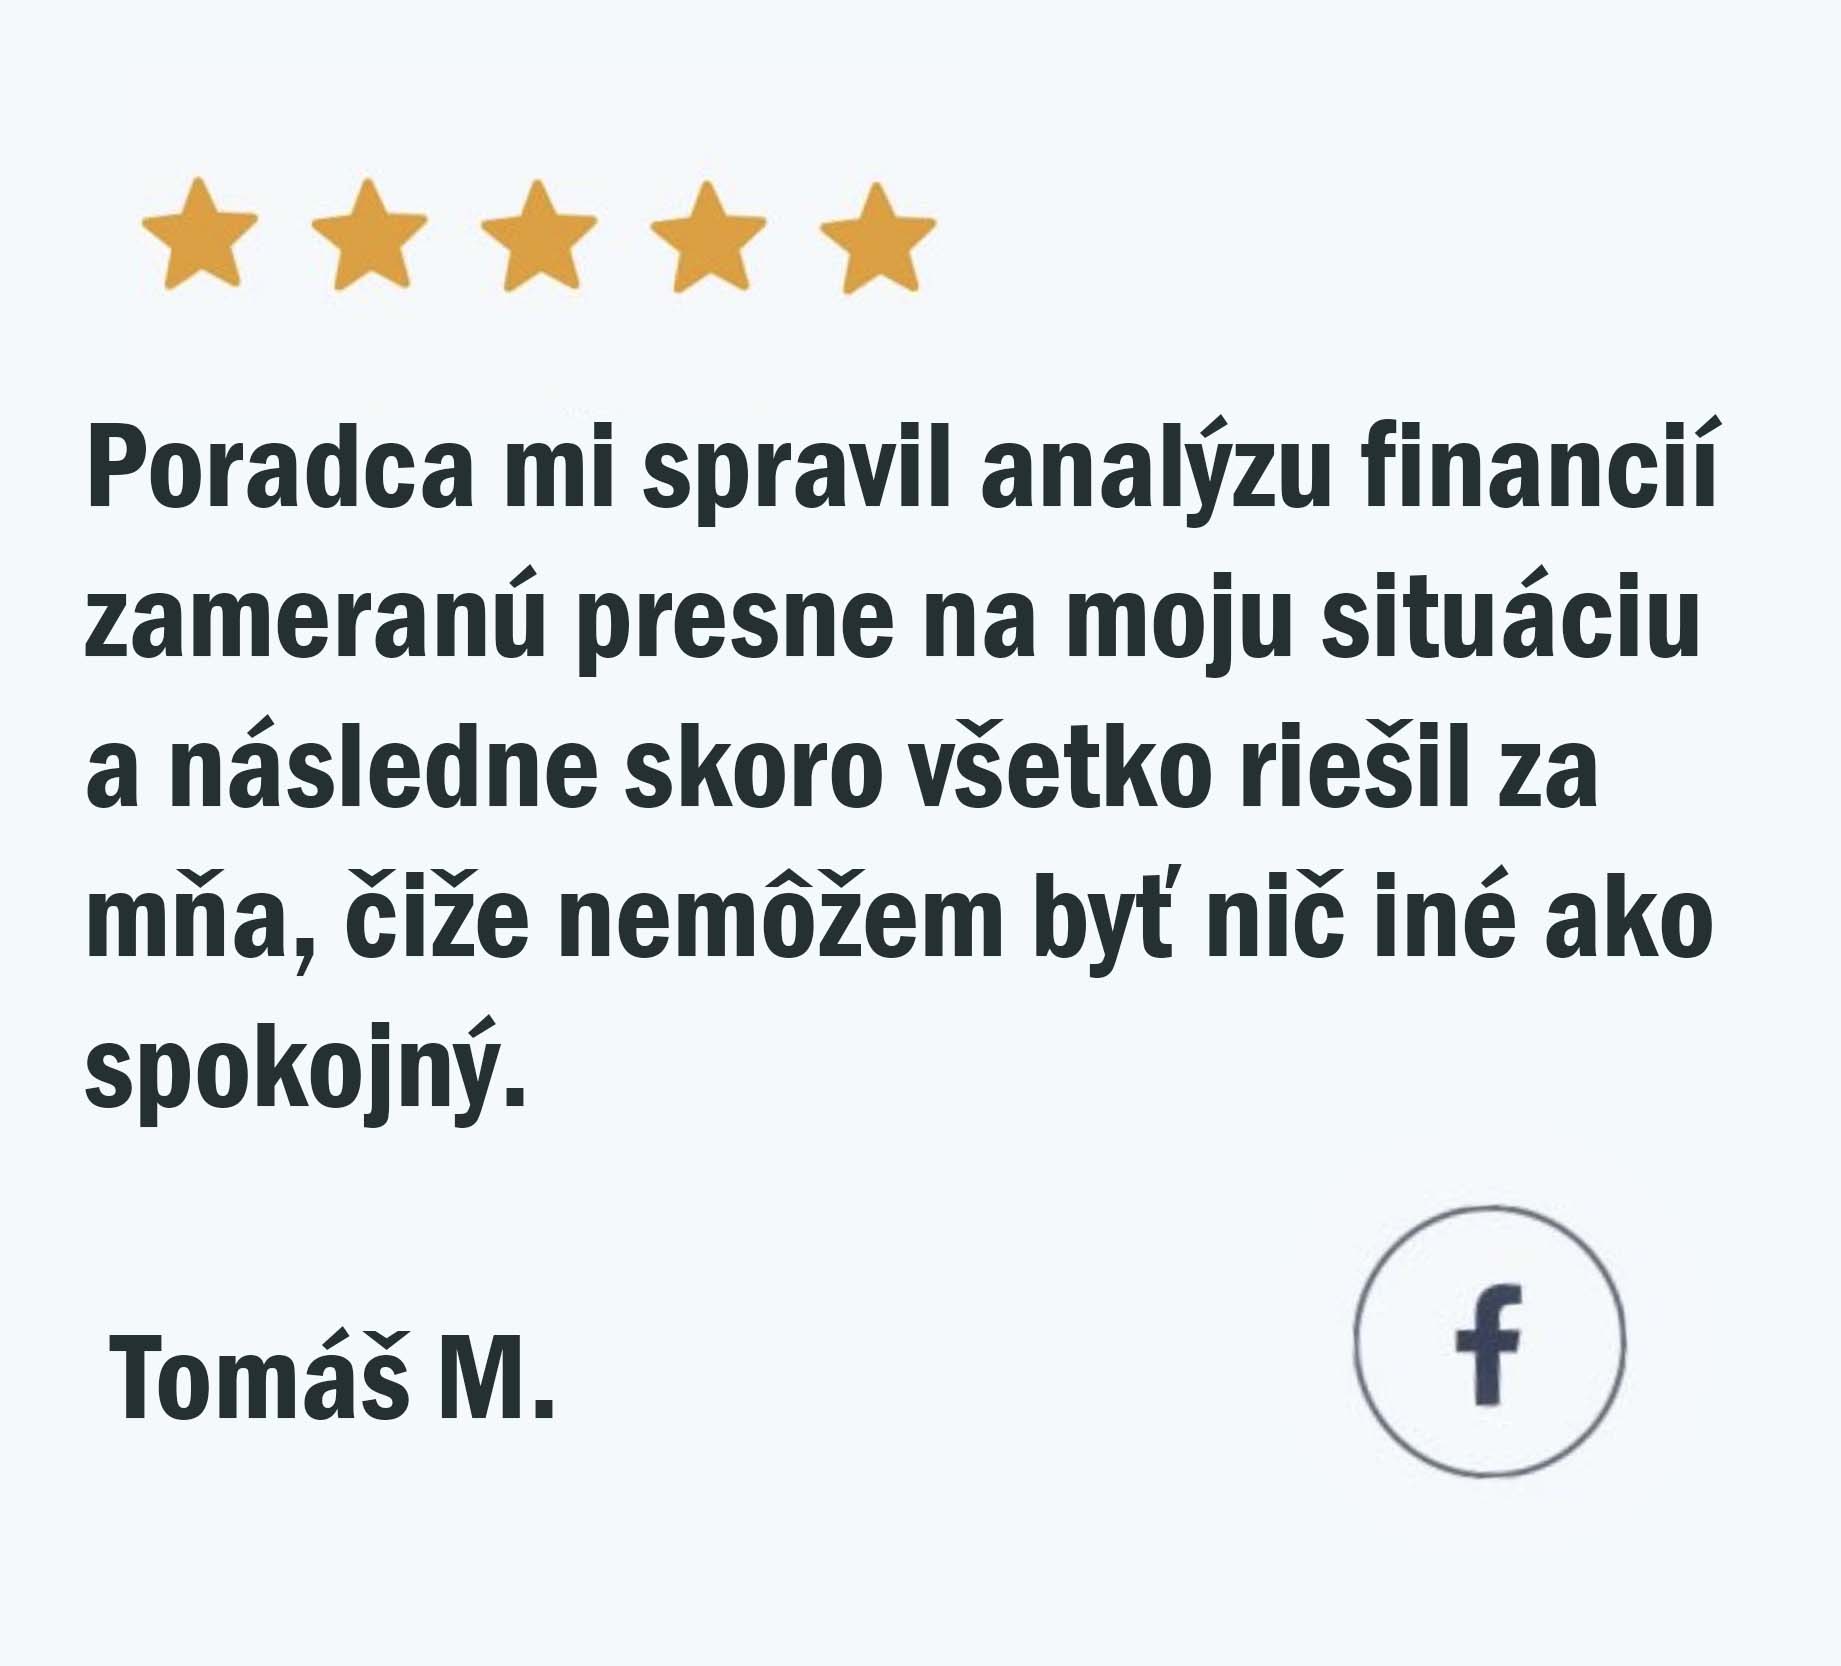 Poradca mi spravil analýzu financií
zameranú presne na moju situáciu
a následne skoro všetko riešil za
mňa, čiže nemôžem byť nič iné ako
spokojný.
Tomáš M.
f